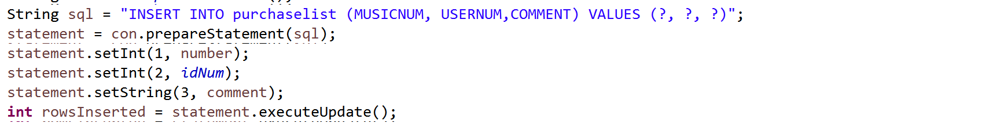 String sql = "INSERT INTO purchaselist (MUSICNUM, USERNUM,COMMENT) VALUES (?, ?, ?)";
statement = con.prepareStatement(sql);
statement.setInt(1, number);
statement.setInt(2, idNum);
statement.setString(3, comment);
int rowsInserted = statement.executeUpdate();